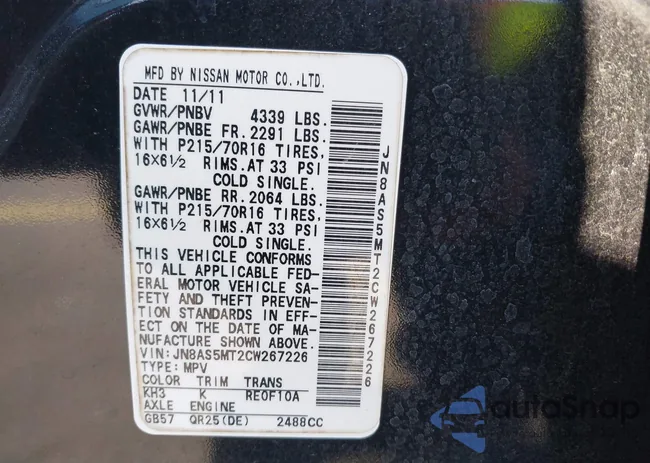 MFD BY NISSAN MOTOR CO.,LTD.
DATE 11/11
GVWR/PNBV 4339 LBS.
GAWR/PNBE FR. 2291 LBS.
WITH P215/70R16 TIRES,
16X6½ RIMS.AT 33 PSI
COLD SINGLE.
GAWR/PNBE RR. 2064 LBS.
WITH P215/70R16 TIRES,
16X6½ RIMS.AT 33 PSI
COLD SINGLE.
THIS VEHICLE CONFORMS
TO ALL APPLICABLE FED-
ERAL MOTOR VEHICLE SA-
FETY AND THEFT PREVEN-
TION STANDARDS IN EFF-
ECT ON THE DATE OF MA-
NUFACTURE SHOWN ABOVE.
VIN:JN8AS5MT2CW267226
TYPE:MPV
COLOR TRIM TRANS
KH3 K RE0F10A
AXLE ENGINE
GB57 QR25(DE) 2488CC
JN8AS5MT2CW267226
autoSnap